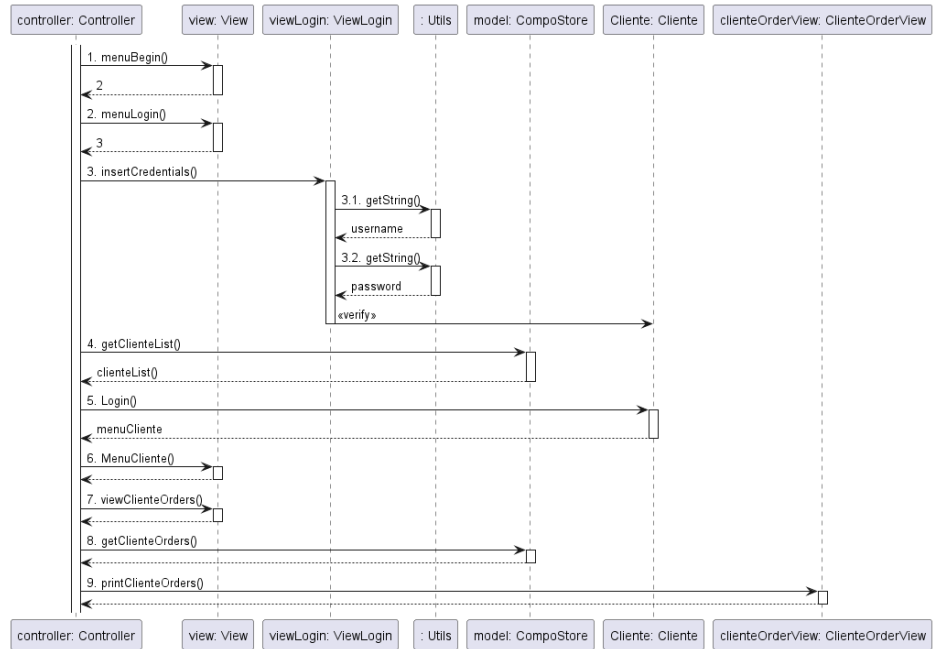 controller: Controller
view: View
viewLogin: ViewLogin
: Utils
model: CompoStore
Cliente: Cliente
clienteOrderView: ClienteOrderView
1. menuBegin()
2
2. menuLogin()
3
3. insertCredentials()
3.1. getString()
username
3.2. getString()
password
«verify»
4. getClienteList()
clienteList()
5. Login()
menuCliente
6. MenuCliente()
7. viewClienteOrders()
8. getClienteOrders()
9. printClienteOrders()
controller: Controller
view: View
viewLogin: ViewLogin
: Utils
model: CompoStore
Cliente: Cliente
clienteOrderView: ClienteOrderView